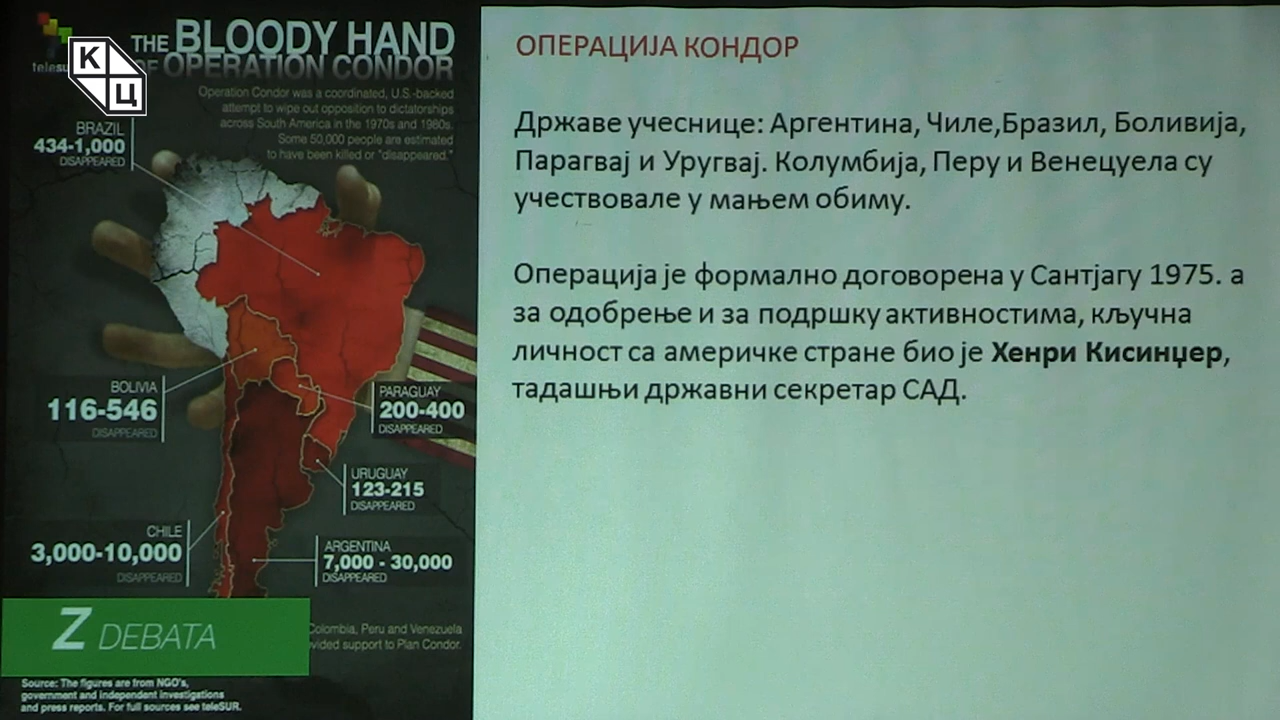 К
Ц
THE BLOODY HAND
OF OPERATION CONDOR
Operation Condor was a coordinated, U.S.-backed
attempt to wipe out opposition to dictatorships
across South America in the 1970s and 1980s.
Some 50,000 people are estimated
to have been killed or "disappeared."
BRAZIL
434-1,000
DISAPPEARED
BOLIVIA
116-546
DISAPPEARED
PARAGUAY
200-400
DISAPPEARED
URUGUAY
123-215
DISAPPEARED
CHILE
3,000-10,000
DISAPPEARED
ARGENTINA
7,000 - 30,000
DISAPPEARED
Colombia, Peru and Venezuela
support to Plan Condor.
Z DEBATA
Source: The figures are from NGO's,
government and independent investigations
and press reports. For full sources see teleSUR.
ОПЕРАЦИЈА КОНДОР
Државе учеснице: Аргентина, Чиле,Бразил, Боливија,
Парагвај и Уругвај. Колумбија, Перу и Венецуела су
учествовале у мањем обиму.
Операција је формално договорена у Сантјагу 1975. а
за одобрење и за подршку активностима, кључна
личност са америчке стране био је Хенри Кисинџер,
тадашњи државни секретар САД.